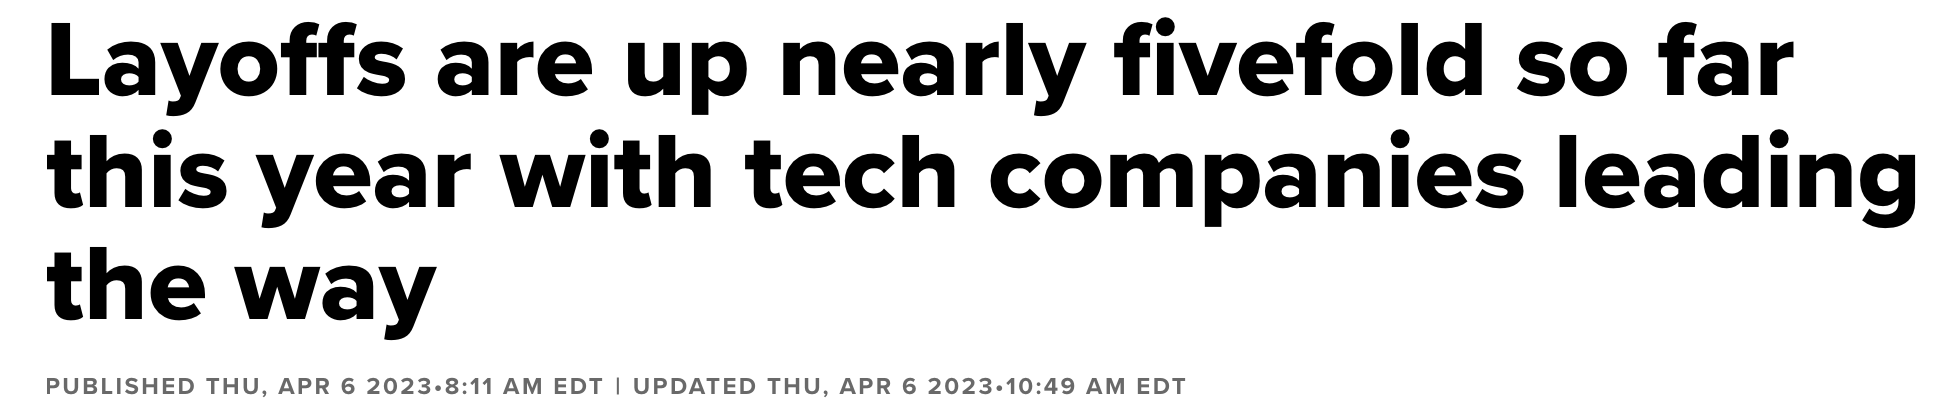 Layoffs are up nearly fivefold so far
this year with tech companies leading
the way
PUBLISHED THU, APR 6 2023•8:11 AM EDT | UPDATED THU, APR 6 2023•10:49 AM EDT